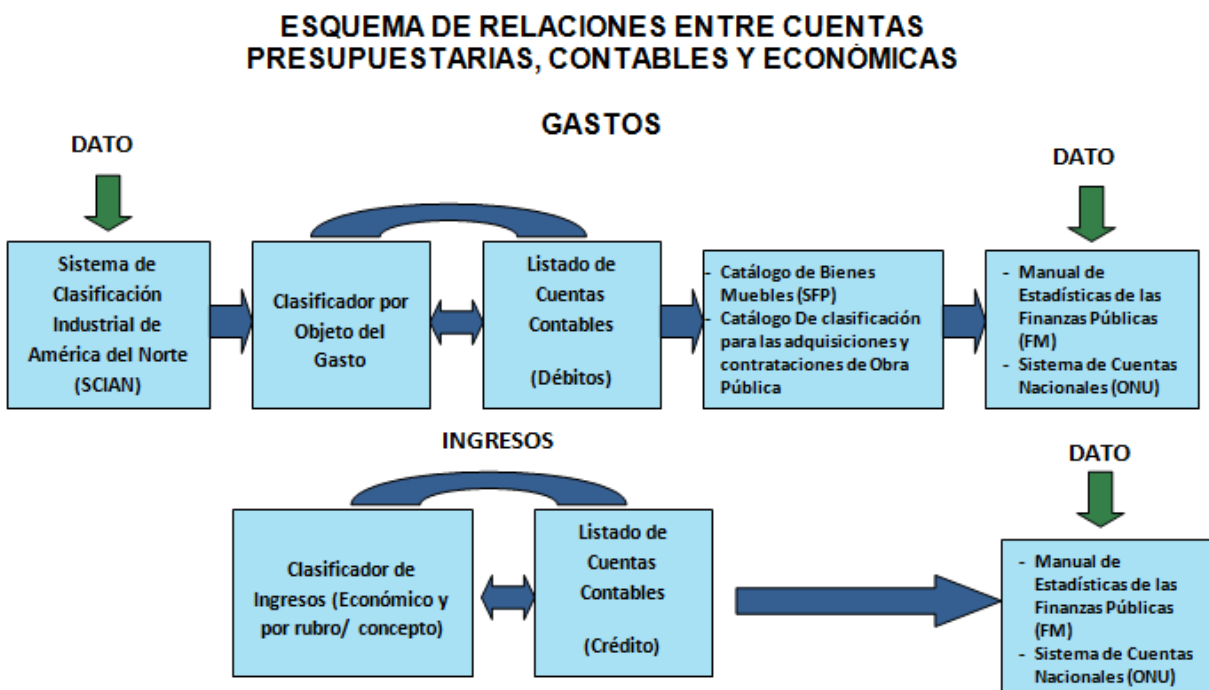 ESQUEMA DE RELACIONES ENTRE CUENTAS
PRESUPUESTARIAS, CONTABLES Y ECONÓMICAS
GASTOS
DATO
DATO
Sistema de
Clasificación
Industrial de
América del Norte
(SCIAN)
Clasificador por
Objeto del
Gasto
Listado de
Cuentas
Contables
(Débitos)
- Catálogo de Bienes
Muebles (SFP)
- Catálogo De clasificación
para las adquisiciones y
contrataciones de Obra
Pública
- Manual de
Estadísticas de las
Finanzas Públicas
(FM)
- Sistema de Cuentas
Nacionales (ONU)
INGRESOS
DATO
Clasificador de
Ingresos (Económico y
por rubro/ concepto)
Listado de
Cuentas
Contables
(Crédito)
- Manual de
Estadísticas de las
Finanzas Públicas
(FM)
- Sistema de Cuentas
Nacionales (ONU)